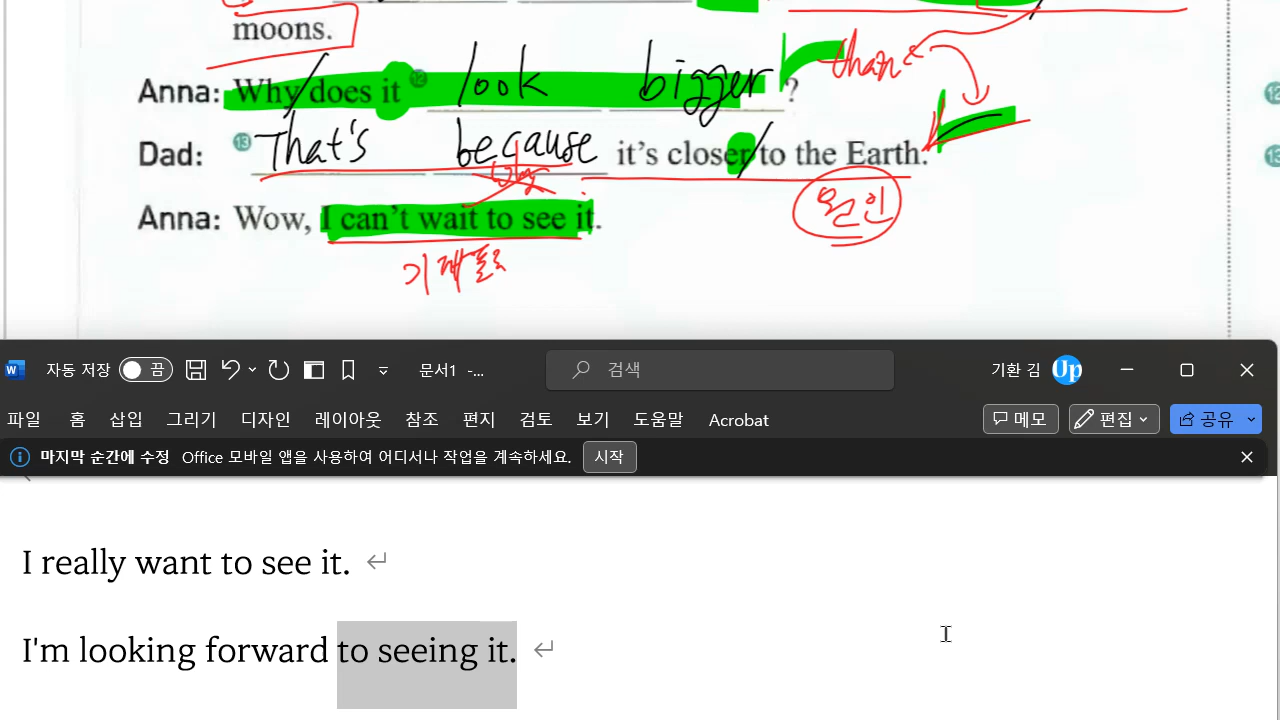 moons.
than
Anna: Why does it ⑫ look bigger ?
Dad: ⑬ That's because it's closer to the Earth.
why
원인
Anna: Wow, I can't wait to see it.
기대표현
자동 저장 끔 문서1 -... 검색 기환 김 Up
파일 홈 삽입 그리기 디자인 레이아웃 참조 편지 검토 보기 도움말 Acrobat 메모 편집 공유
마지막 순간에 수정 Office 모바일 앱을 사용하여 어디서나 작업을 계속하세요. 시작
I really want to see it.
I'm looking forward to seeing it.